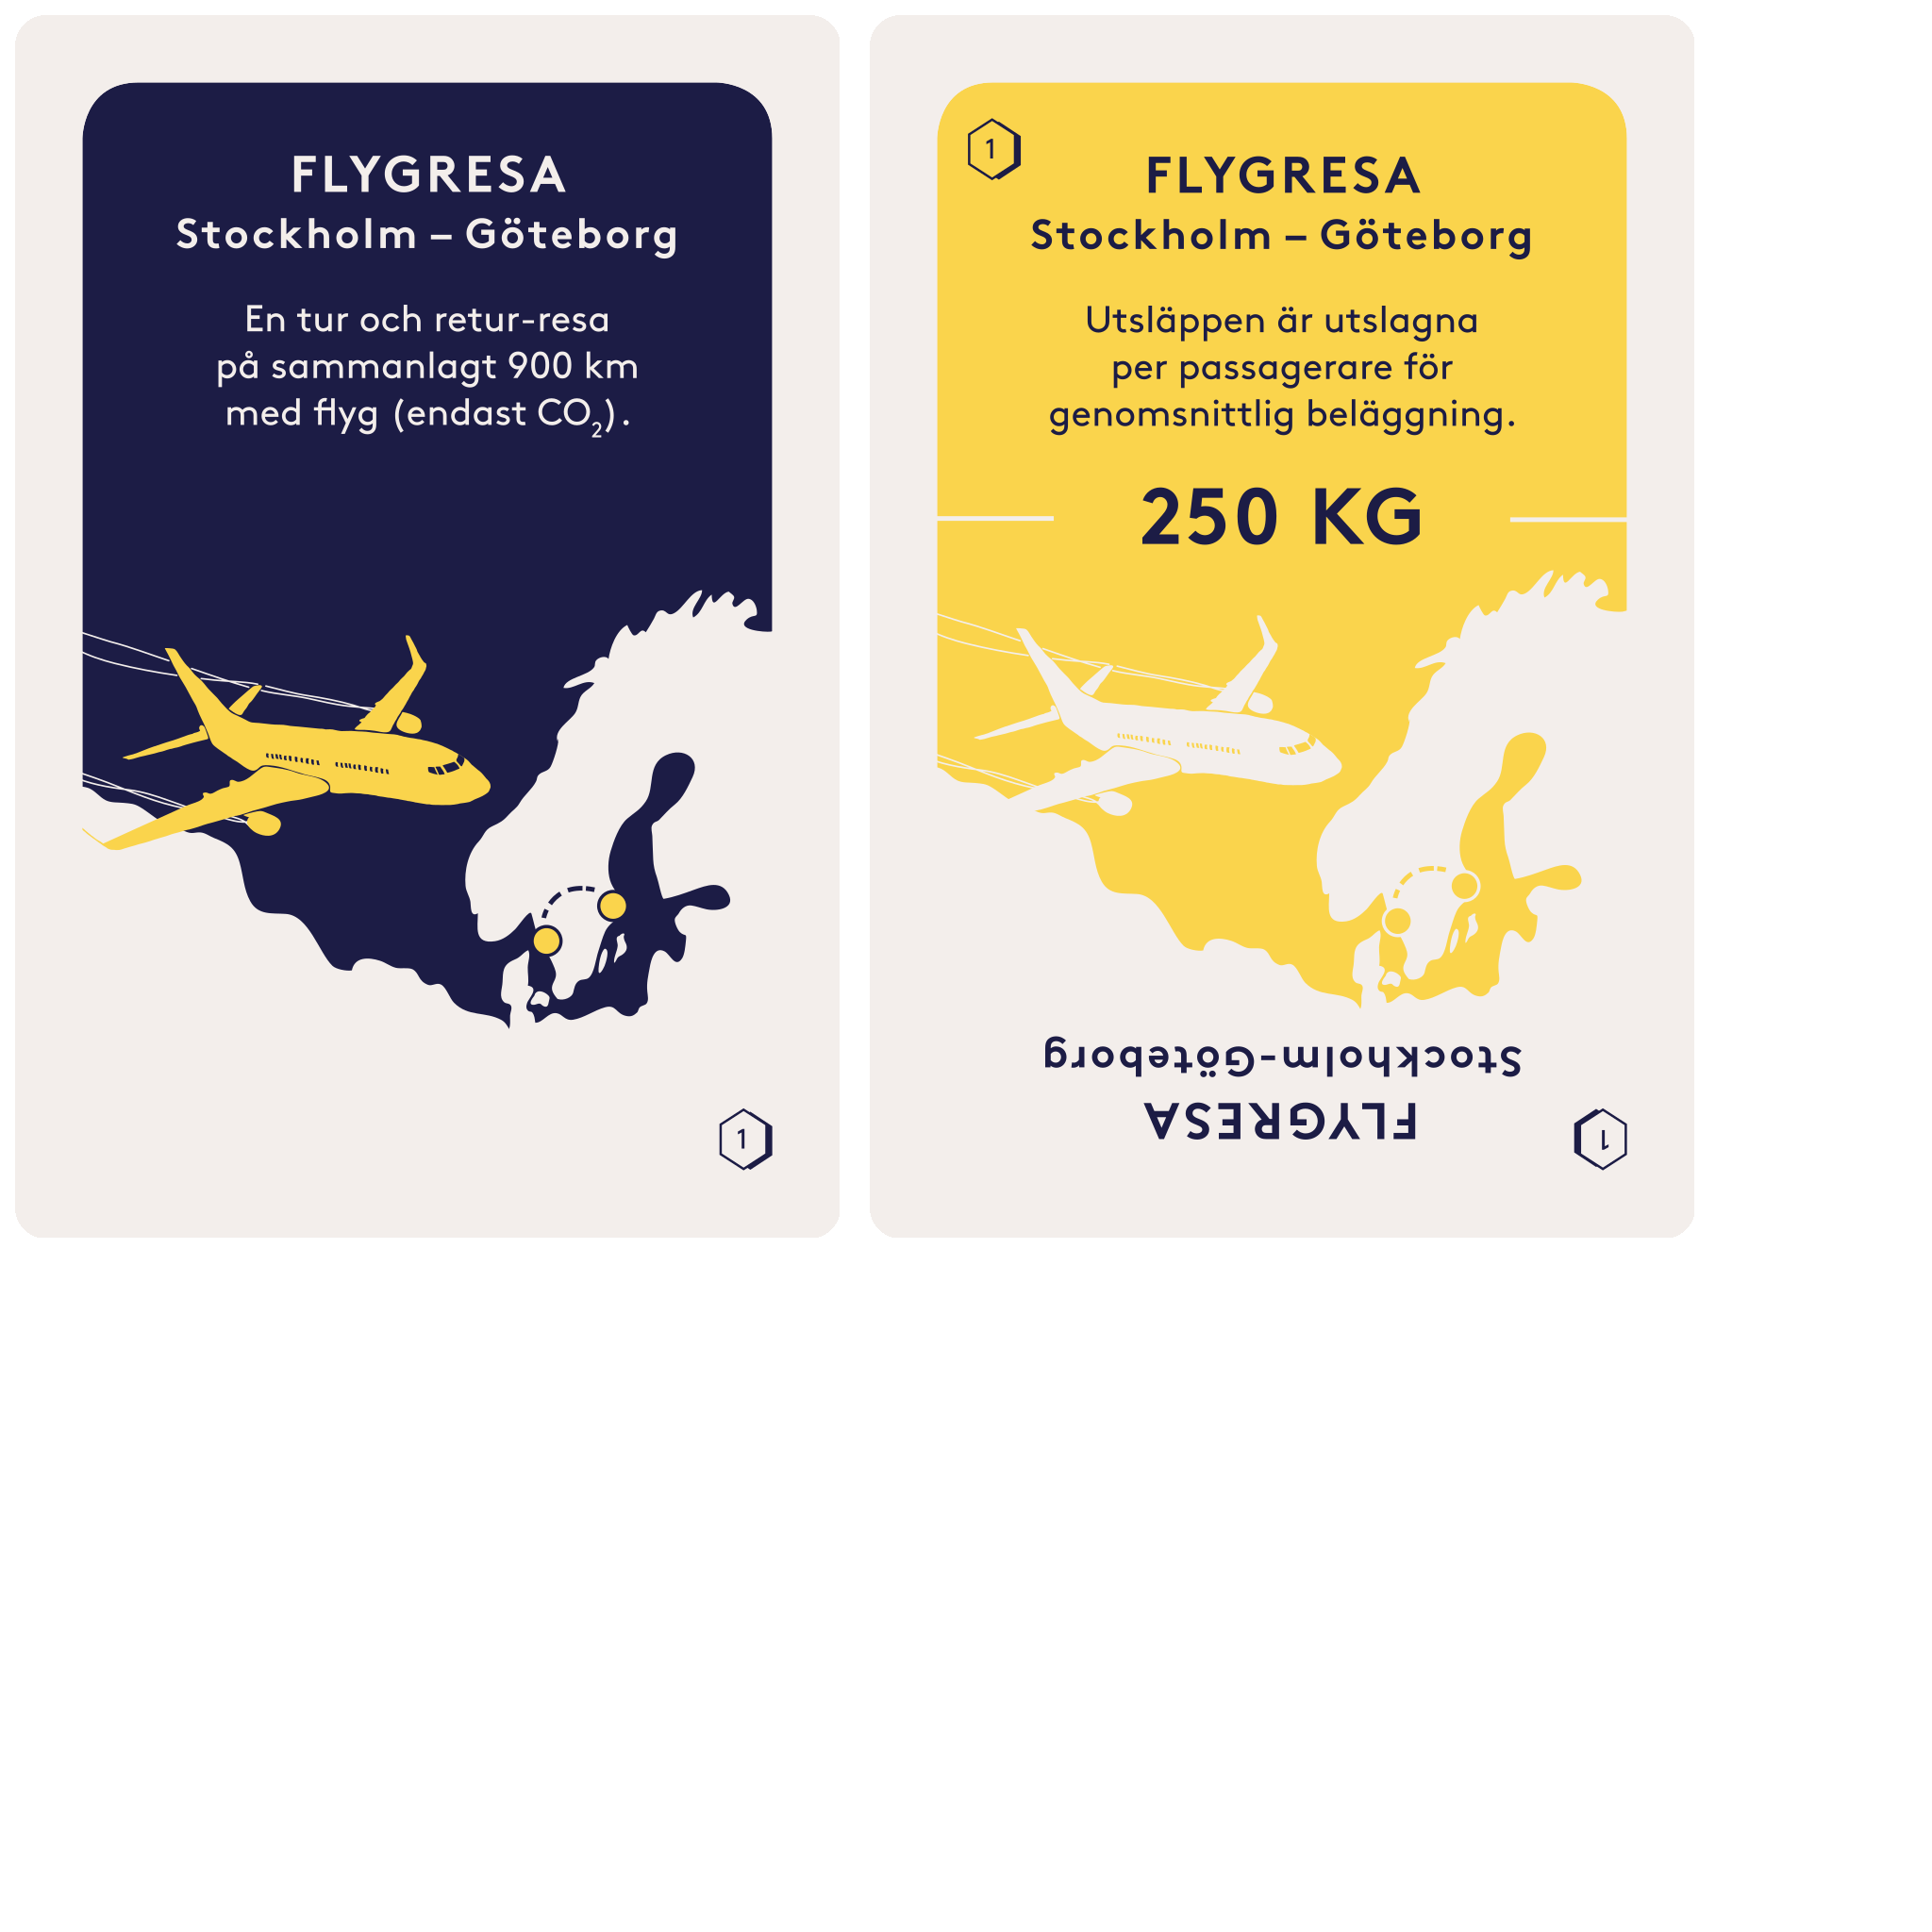 FLYGRESA
Stockholm – Göteborg
En tur och retur-resa
på sammanlagt 900 km
med flyg (endast CO₂).
1
1
FLYGRESA
Stockholm – Göteborg
Utsläppen är utslagna
per passagerare för
genomsnittlig beläggning.
250 KG
Stockholm-Göteborg
FLYGRESA
1